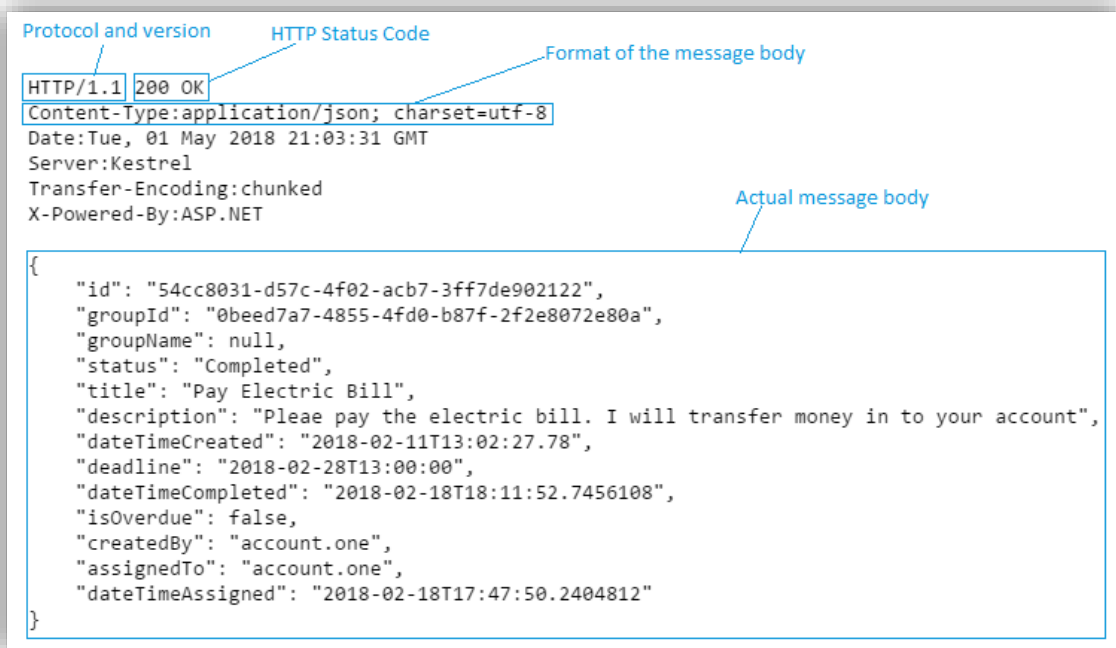 Protocol and version
HTTP Status Code
Format of the message body
HTTP/1.1 200 OK
Content-Type:application/json; charset=utf-8
Date:Tue, 01 May 2018 21:03:31 GMT
Server:Kestrel
Transfer-Encoding:chunked
X-Powered-By:ASP.NET
Actual message body
{
    "id": "54cc8031-d57c-4f02-acb7-3ff7de902122",
    "groupId": "0beed7a7-4855-4fd0-b87f-2f2e8072e80a",
    "groupName": null,
    "status": "Completed",
    "title": "Pay Electric Bill",
    "description": "Pleae pay the electric bill. I will transfer money in to your account",
    "dateTimeCreated": "2018-02-11T13:02:27.78",
    "deadline": "2018-02-28T13:00:00",
    "dateTimeCompleted": "2018-02-18T18:11:52.7456108",
    "isOverdue": false,
    "createdBy": "account.one",
    "assignedTo": "account.one",
    "dateTimeAssigned": "2018-02-18T17:47:50.2404812"
}